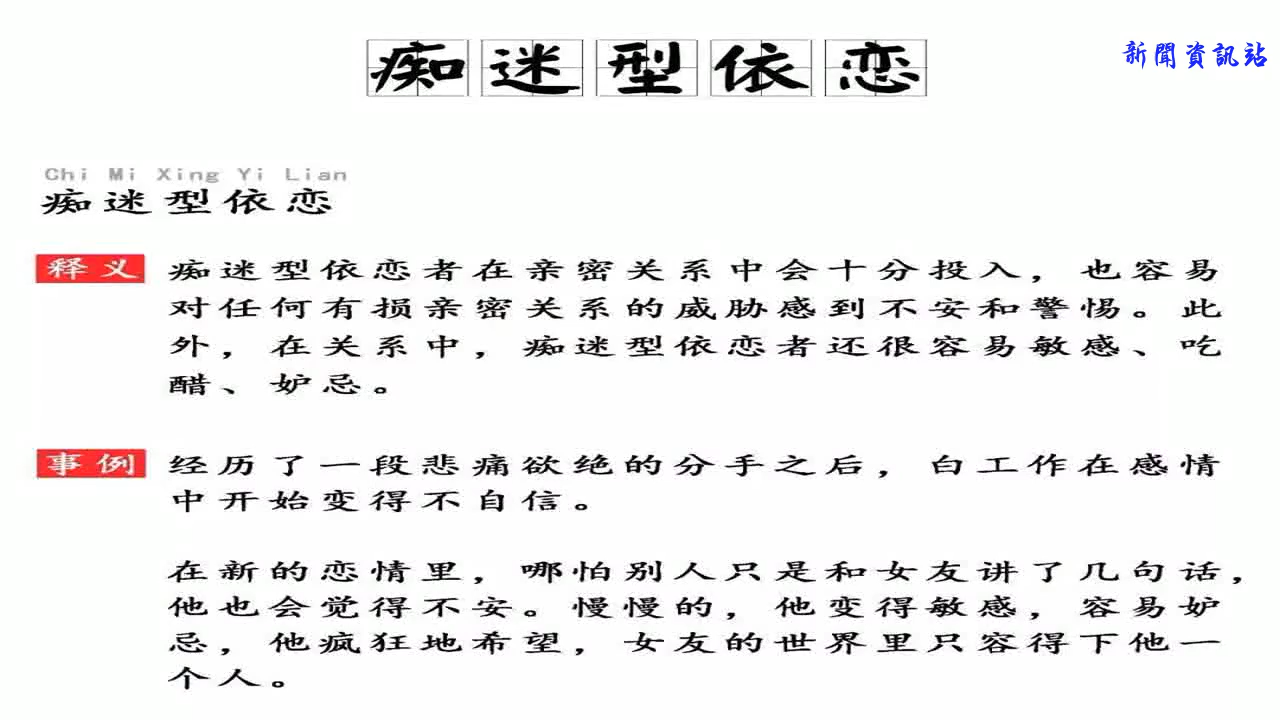 痴迷型依恋
新聞資訊站
Chi Mi Xing Yi Lian
痴迷型依恋
释义 痴迷型依恋者在亲密关系中会十分投入，也容易
对任何有损亲密关系的威胁感到不安和警惕。此
外，在关系中，痴迷型依恋者还很容易敏感、吃
醋、妒忌。
事例 经历了一段悲痛欲绝的分手之后，白工作在感情
中开始变得不自信。
在新的恋情里，哪怕别人只是和女友讲了几句话，
他也会觉得不安。慢慢的，他变得敏感，容易妒
忌，他疯狂地希望，女友的世界里只容得下他一
个人。